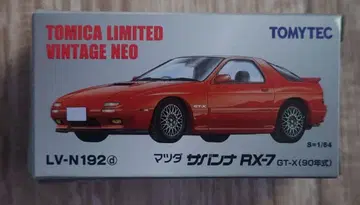 TOMICA LIMITED
VINTAGE NEO
TOMYTEC
S=1/64
LV-N192ⓓ マツダ サバンナ RX-7 GT-X(90年式)